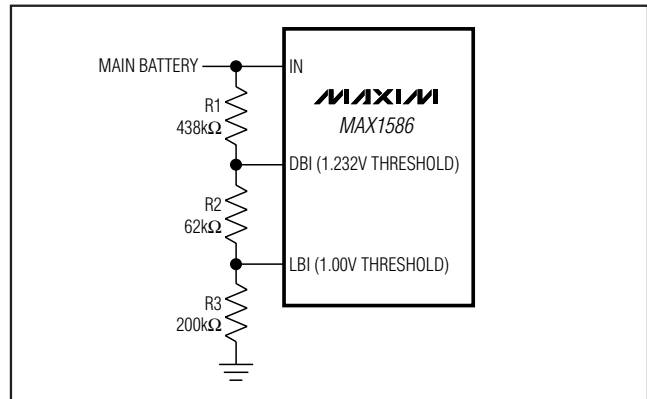 MAIN BATTERY
IN
MAXIM
MAX1586
R1
438kΩ
DBI (1.232V THRESHOLD)
R2
62kΩ
LBI (1.00V THRESHOLD)
R3
200kΩ